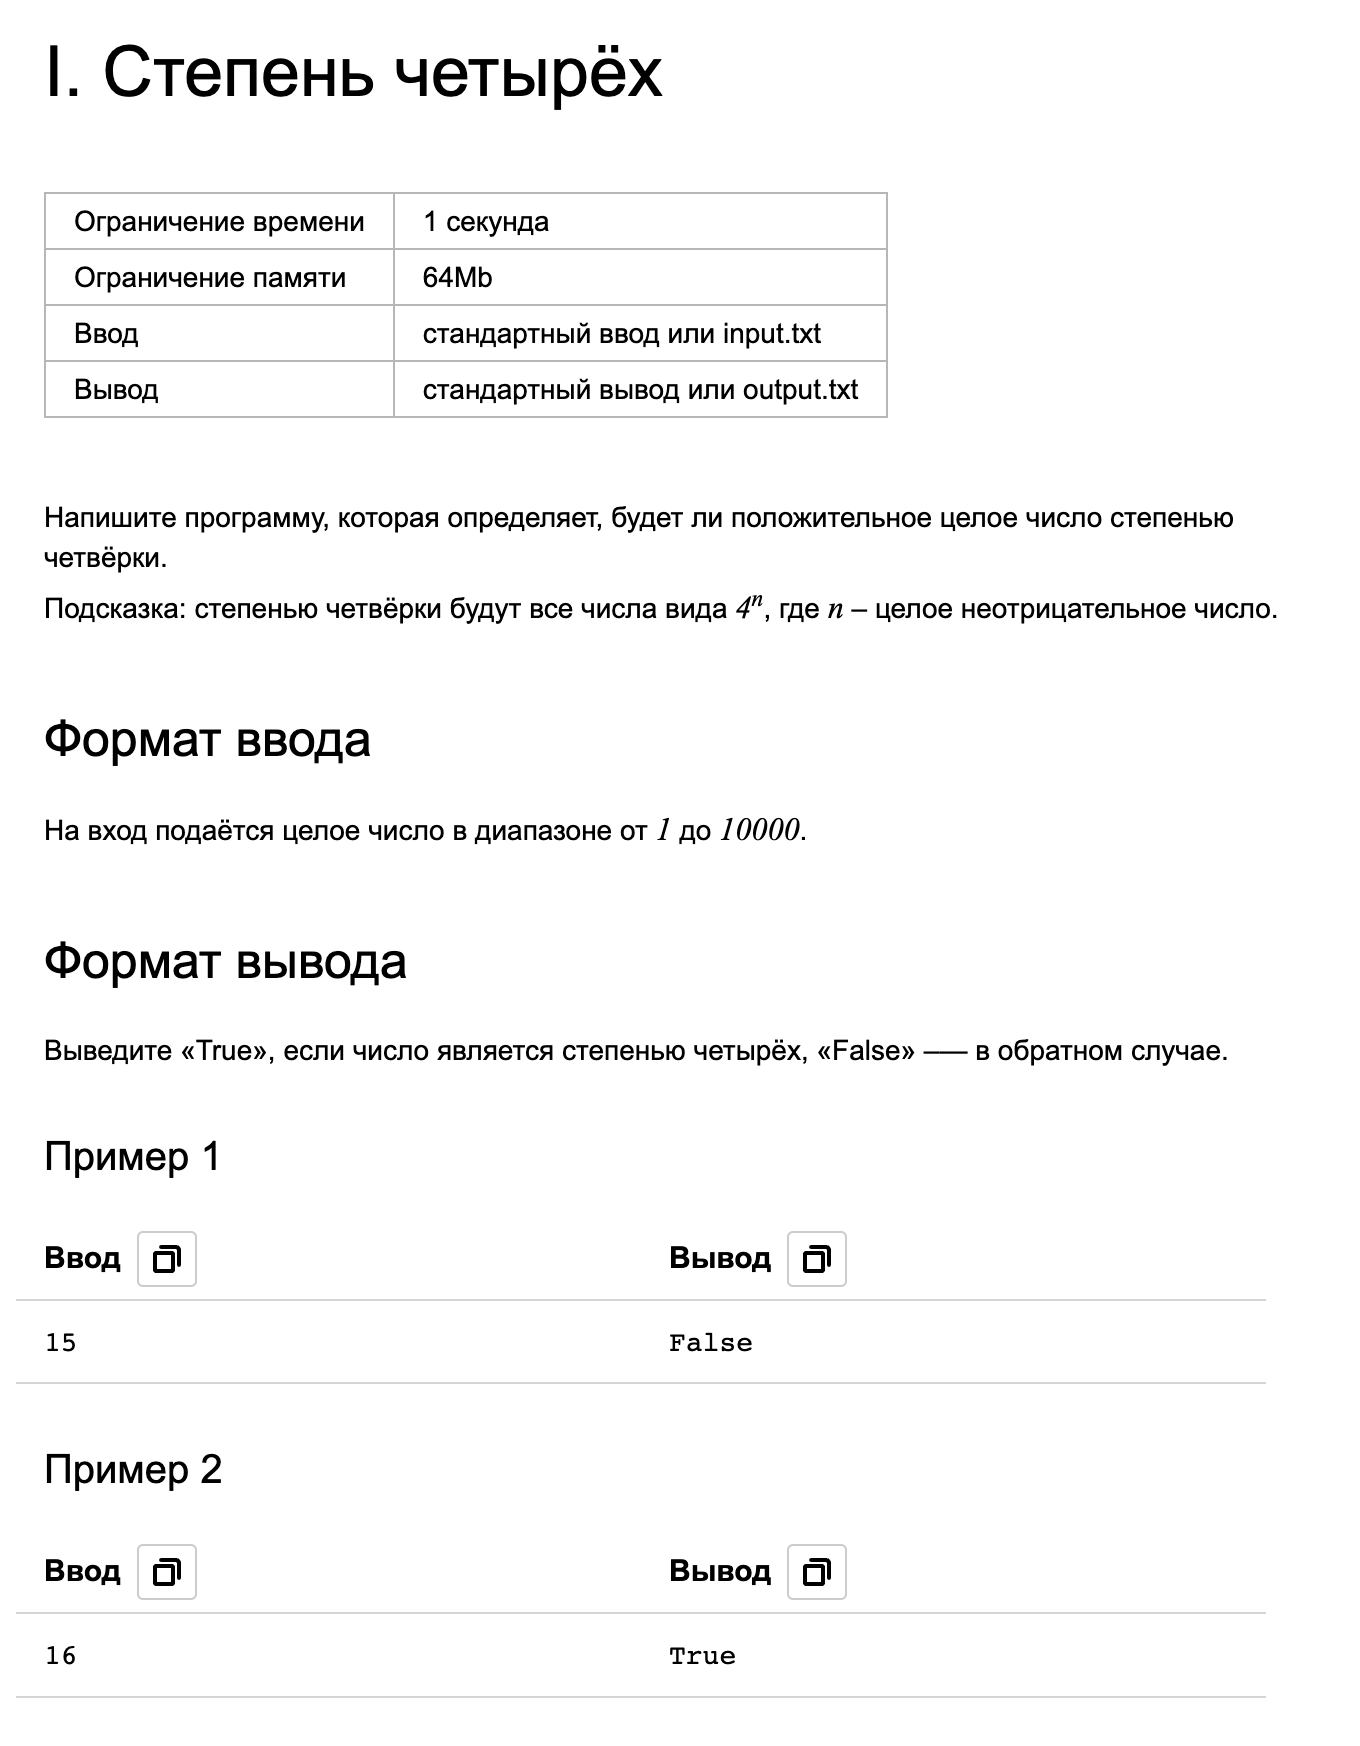 I. Степень четырёх
Ограничение времени 1 секунда
Ограничение памяти 64Mb
Ввод стандартный ввод или input.txt
Вывод стандартный вывод или output.txt
Напишите программу, которая определяет, будет ли положительное целое число степенью
четвёрки.
Подсказка: степенью четвёрки будут все числа вида 4ⁿ, где n – целое неотрицательное число.
Формат ввода
На вход подаётся целое число в диапазоне от 1 до 10000.
Формат вывода
Выведите «True», если число является степенью четырёх, «False» –— в обратном случае.
Пример 1
Ввод Вывод
15 False
Пример 2
Ввод Вывод
16 True